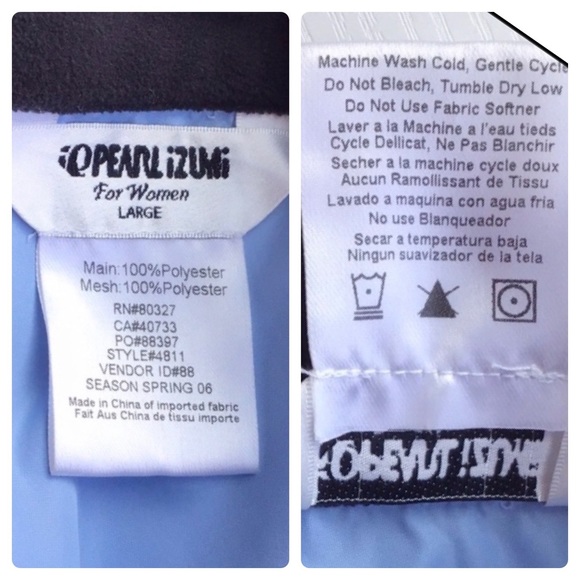 PEARL iZUMi
For Women
LARGE
Main:100%Polyester
Mesh:100%Polyester
RN#80327
CA#40733
PO#88397
STYLE#4811
VENDOR ID#88
SEASON SPRING 06
Made in China of imported fabric
Fait Aus China de tissu importe
Machine Wash Cold, Gentle Cycle
Do Not Bleach, Tumble Dry Low
Do Not Use Fabric Softner
Laver a la Machine a l'eau tieds
Cycle Dellicat, Ne Pas Blanchir
Secher a la machine cycle doux
Aucun Ramollissant de Tissu
Lavado a maquina con agua fria
No use Blanqueador
Secar a temperatura baja
Ningun suavizador de la tela
PEARL iZUMi